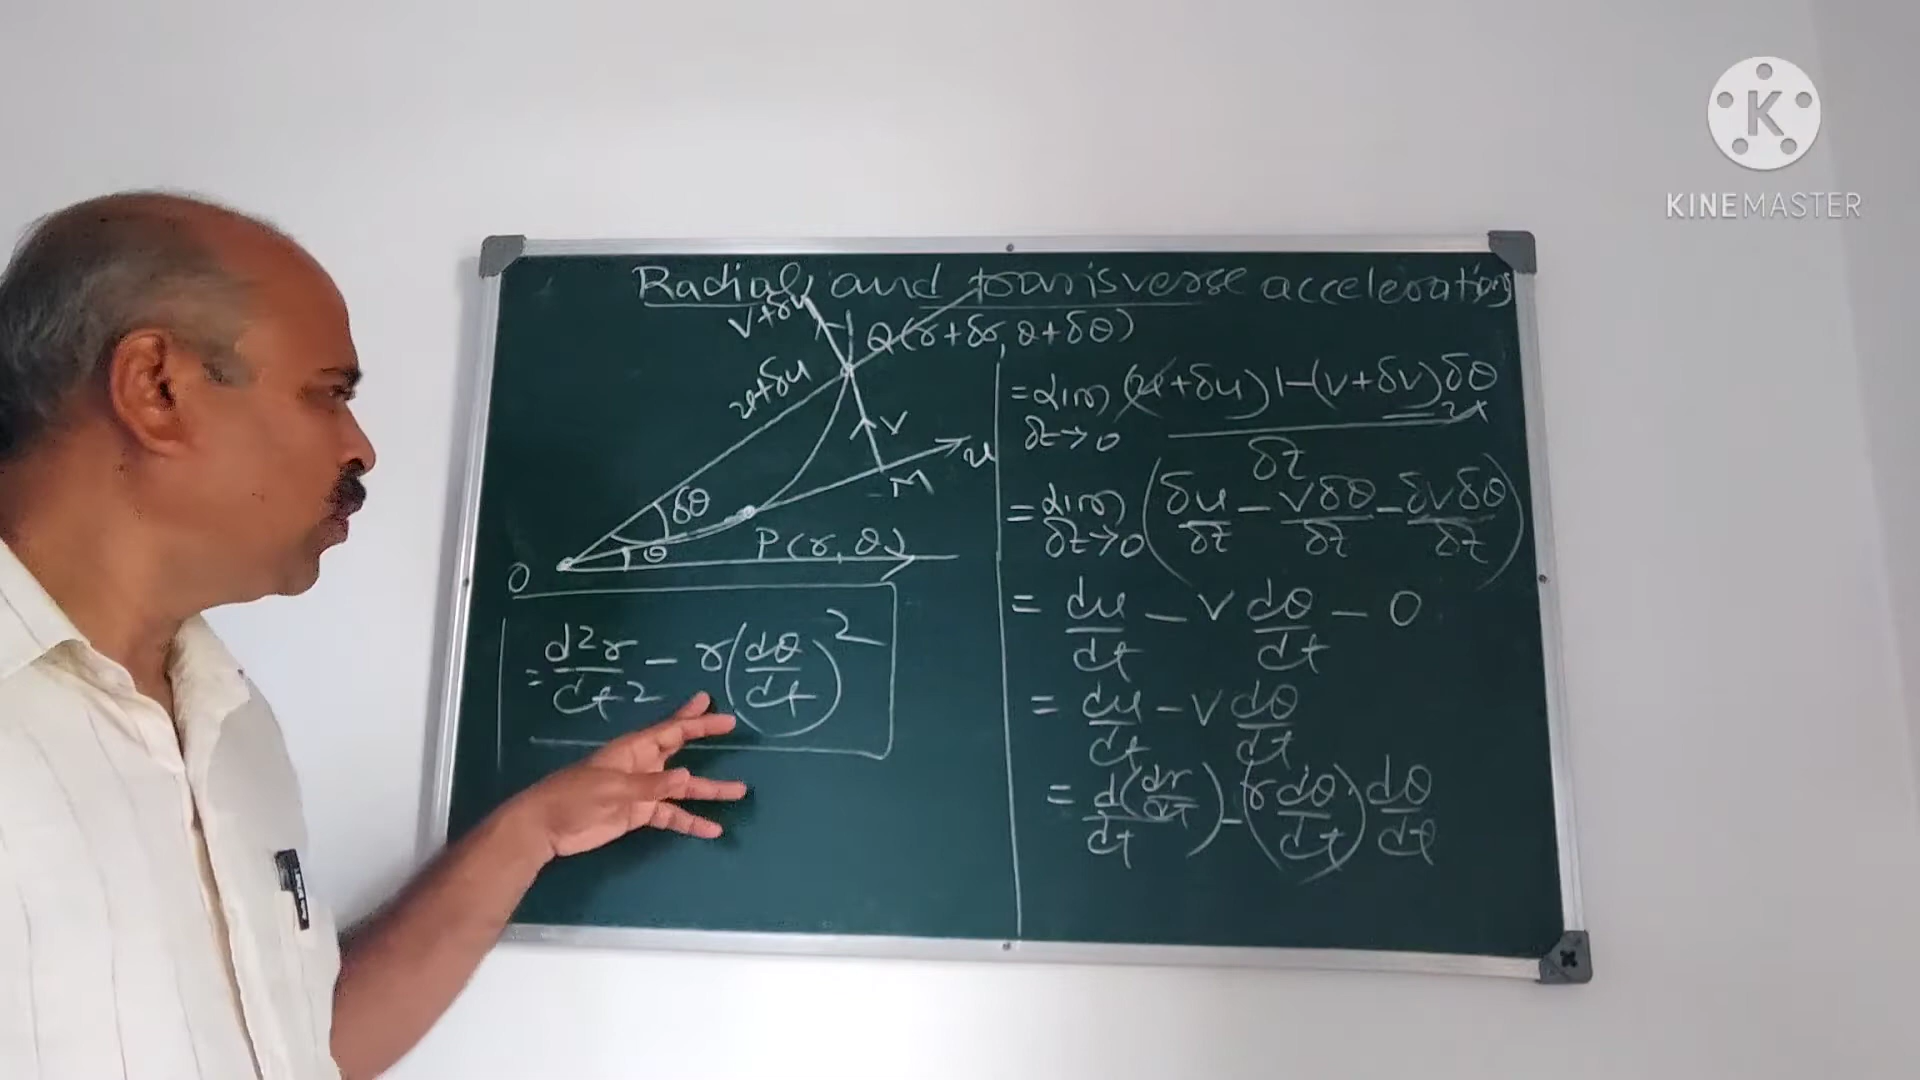 K
KINEMASTER
Radial and transverse accelerations
v+δv
Q(r+δr, θ+δθ)
u+δu
v
u
M
δθ
θ
P(r, θ)
O
= d²r/dt² - r(dθ/dt)²
= lim δt→0 (u+δu)1-(v+δv)δθ-u / δt
= lim δt→0 (δu/δt - vδθ/δt - δvδθ/δt)
= du/dt - v dθ/dt - 0
= du/dt - v dθ/dt
= d/dt(dr/dt) - (r dθ/dt) dθ/dt